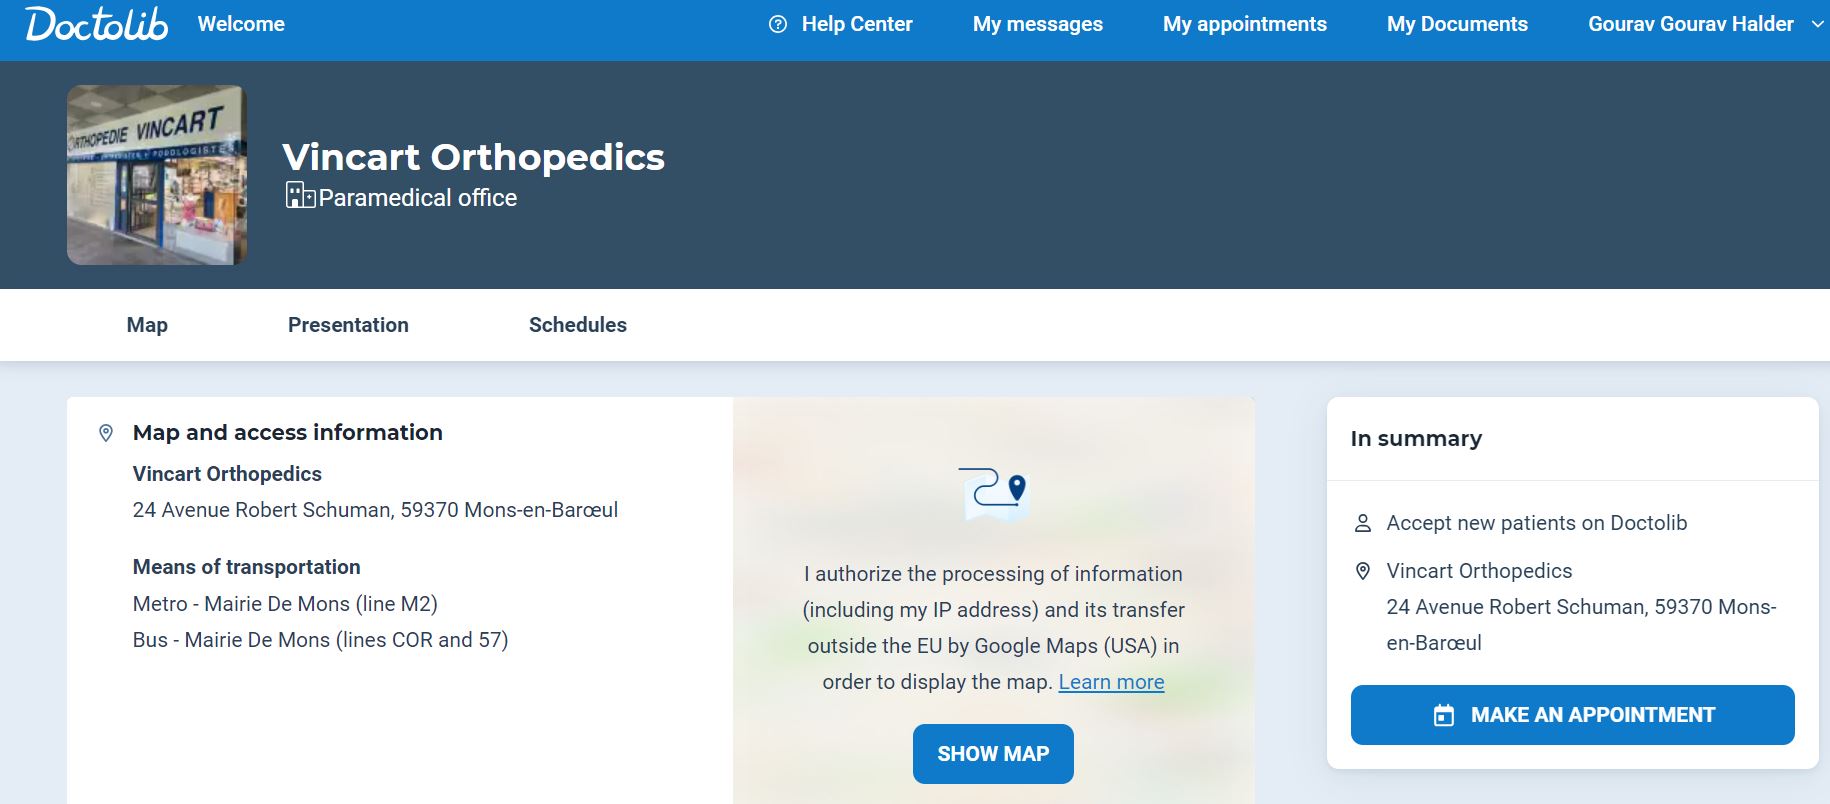 Doctolib
Welcome
Help Center
My messages
My appointments
My Documents
Gourav Gourav Halder
ORTHOPEDIE VINCART
PODOLOGISTES
Vincart Orthopedics
Paramedical office
Map
Presentation
Schedules
Map and access information
Vincart Orthopedics
24 Avenue Robert Schuman, 59370 Mons-en-Barœul
Means of transportation
Metro - Mairie De Mons (line M2)
Bus - Mairie De Mons (lines COR and 57)
I authorize the processing of information
(including my IP address) and its transfer
outside the EU by Google Maps (USA) in
order to display the map. Learn more
SHOW MAP
In summary
Accept new patients on Doctolib
Vincart Orthopedics
24 Avenue Robert Schuman, 59370 Mons-
en-Barœul
MAKE AN APPOINTMENT